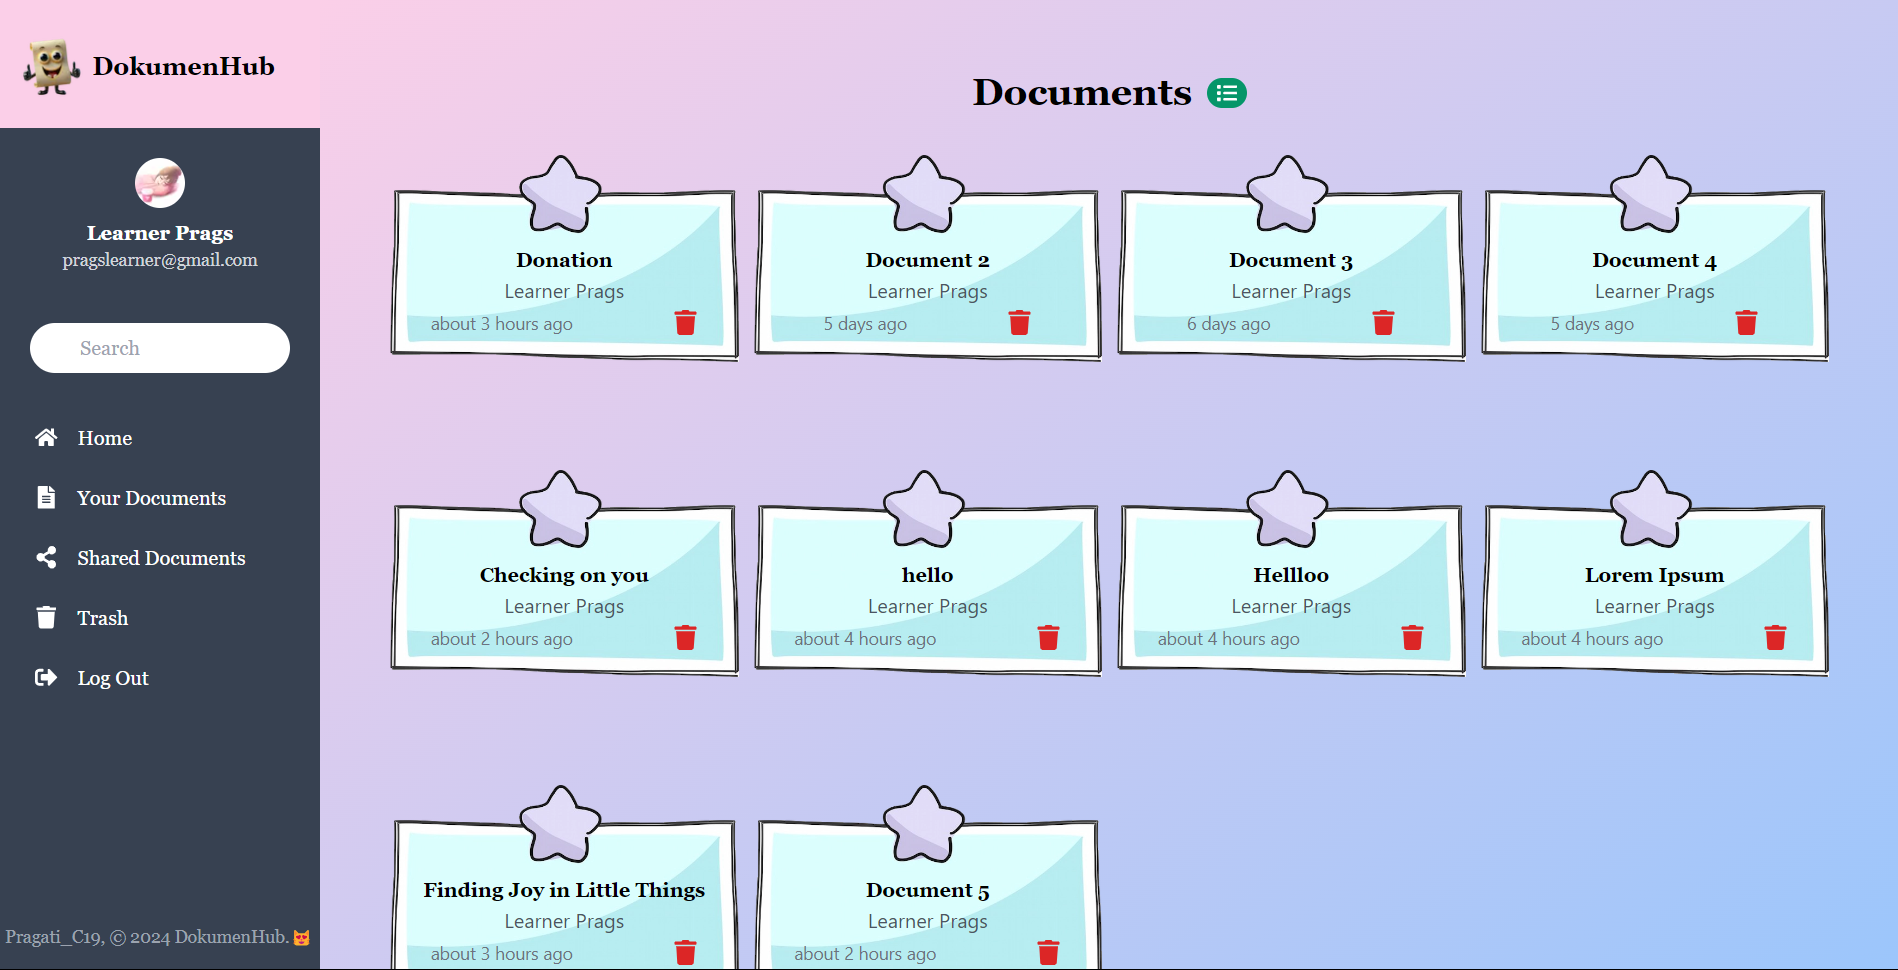 DokumenHub
Learner Prags
pragslearner@gmail.com
Search
Home
Your Documents
Shared Documents
Trash
Log Out
Pragati_C19, © 2024 DokumenHub. 😻
Documents
Donation
Learner Prags
about 3 hours ago
Document 2
Learner Prags
5 days ago
Document 3
Learner Prags
6 days ago
Document 4
Learner Prags
5 days ago
Checking on you
Learner Prags
about 2 hours ago
hello
Learner Prags
about 4 hours ago
Hellloo
Learner Prags
about 4 hours ago
Lorem Ipsum
Learner Prags
about 4 hours ago
Finding Joy in Little Things
Learner Prags
about 3 hours ago
Document 5
Learner Prags
about 2 hours ago